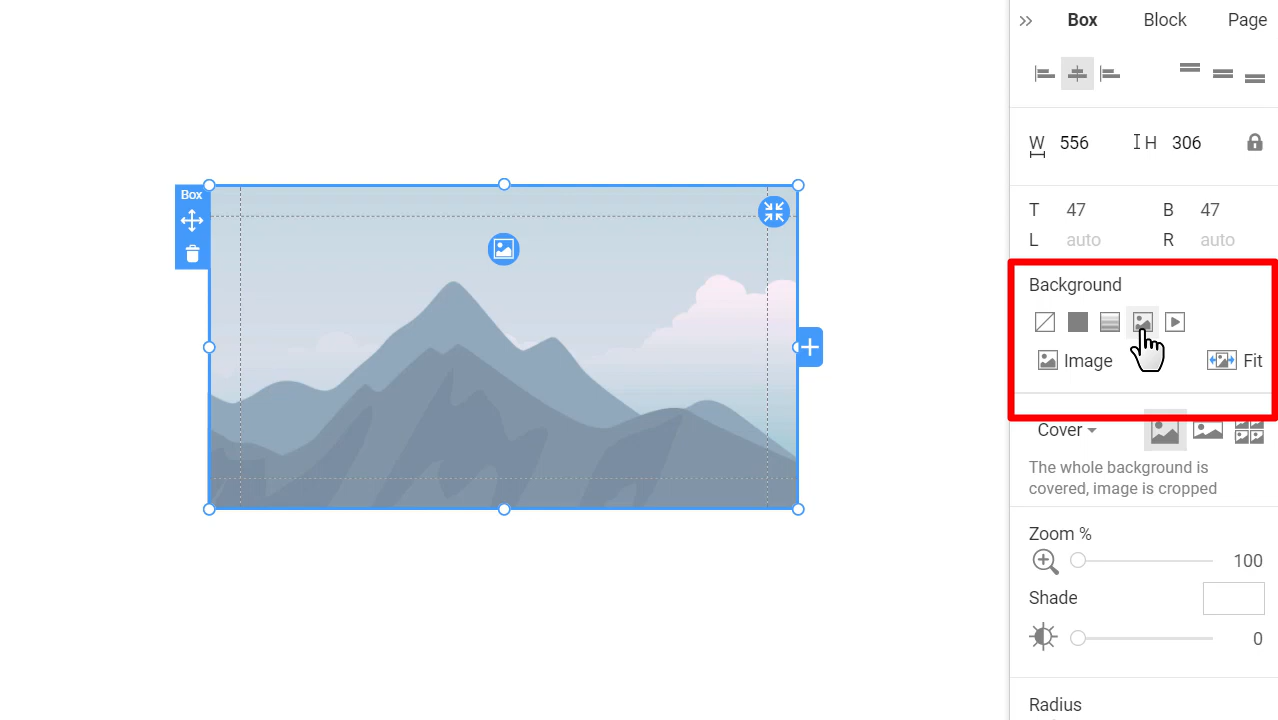 Box Block Page
W 556 H 306
T 47 B 47
L auto R auto
Box
Background
Image Fit
Cover
The whole background is
covered, image is cropped
Zoom %
100
Shade
0
Radius